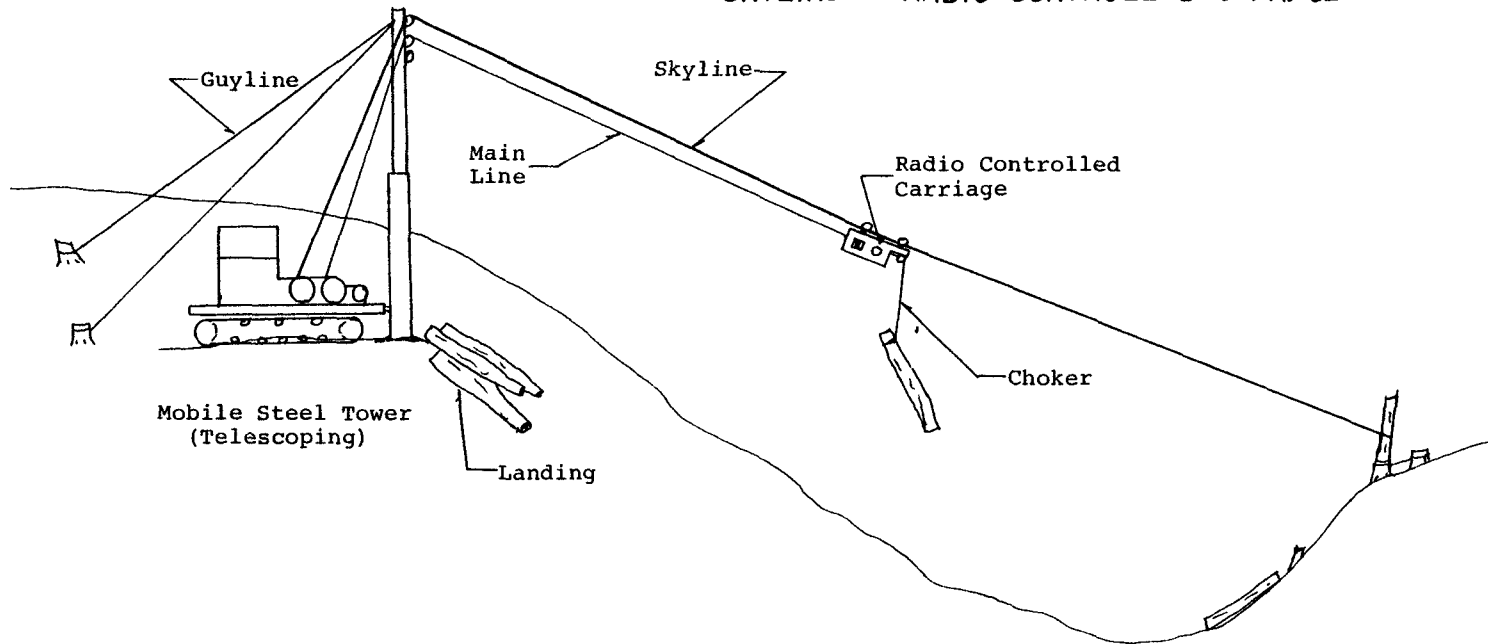 Guyline
Skyline
Main
Line
Radio Controlled
Carriage
Choker
Mobile Steel Tower
(Telescoping)
Landing